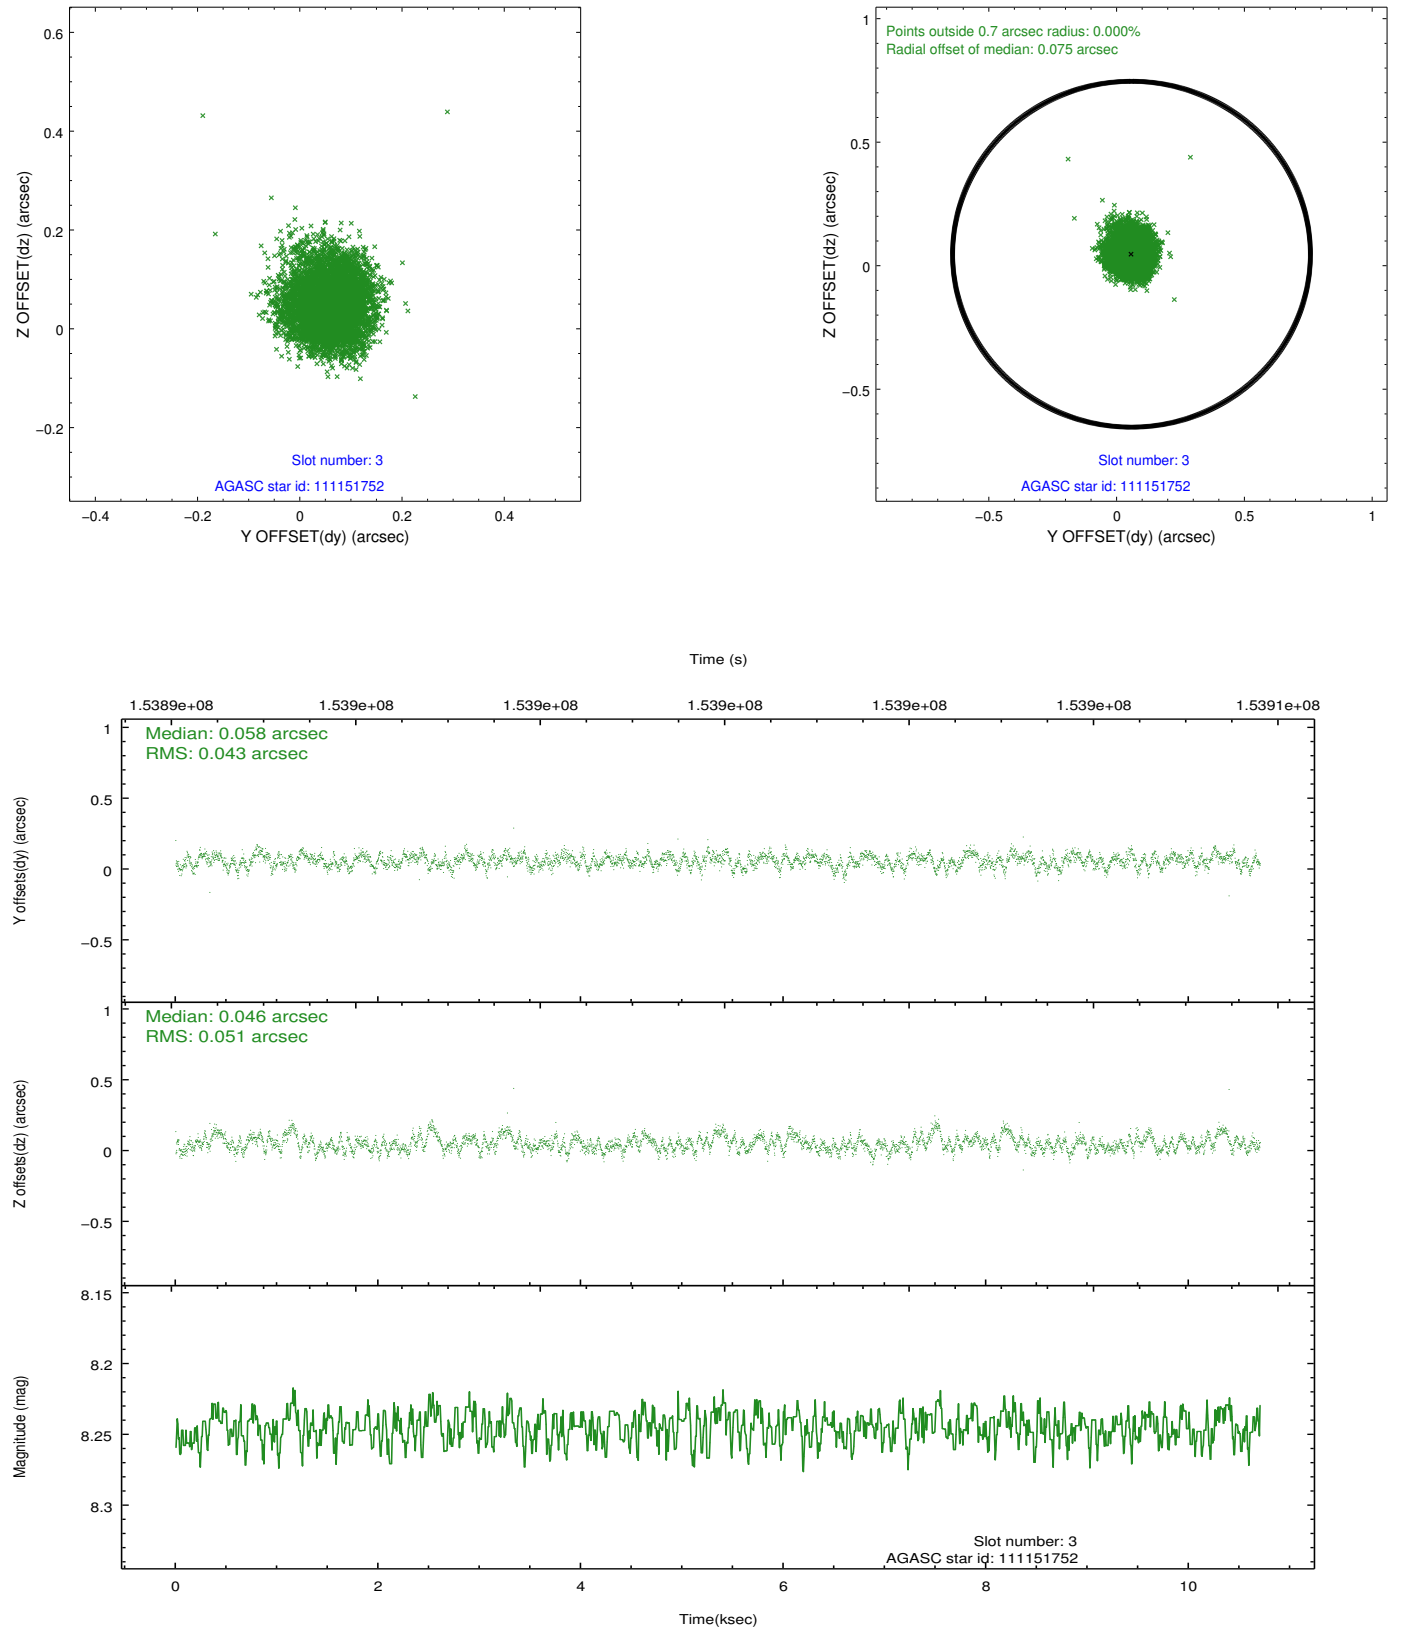 0.6
0.4
0.2
0
−0.2
−0.4
−0.2
0
0.2
0.4
Z OFFSET(dz) (arcsec)
Y OFFSET(dy) (arcsec)
Slot number: 3
AGASC star id: 111151752
Points outside 0.7 arcsec radius: 0.000%
Radial offset of median: 0.075 arcsec
1
0.5
0
−0.5
−0.5
0
0.5
1
Z OFFSET(dz) (arcsec)
Y OFFSET(dy) (arcsec)
Slot number: 3
AGASC star id: 111151752
Time (s)
1.5389e+08
1.539e+08
1.539e+08
1.539e+08
1.539e+08
1.539e+08
1.5391e+08
Median: 0.058 arcsec
RMS: 0.043 arcsec
1
0.5
0
−0.5
Y offsets(dy) (arcsec)
Median: 0.046 arcsec
RMS: 0.051 arcsec
1
0.5
0
−0.5
Z offsets(dz) (arcsec)
8.15
8.2
8.25
8.3
Magnitude (mag)
Slot number: 3
AGASC star id: 111151752
0
2
4
6
8
10
Time(ksec)